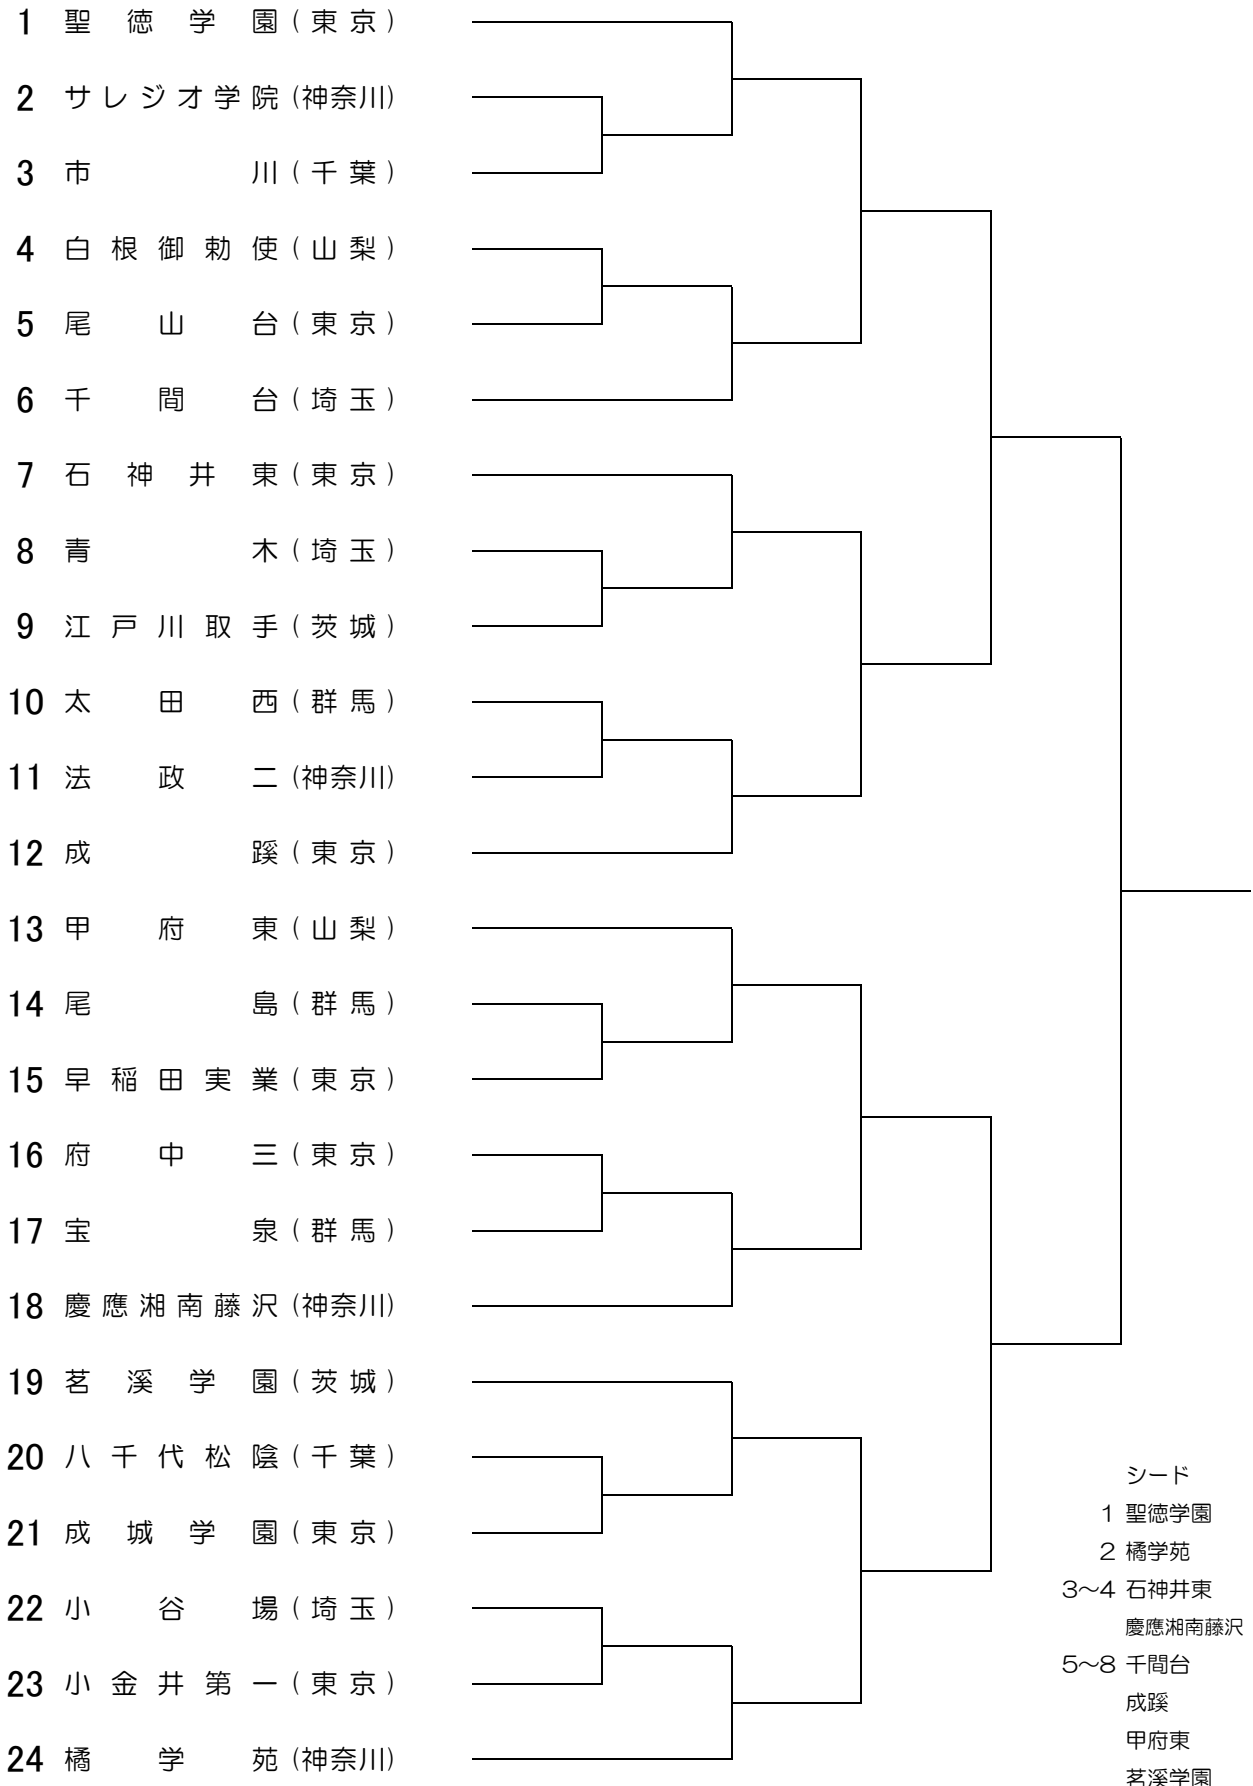 1 聖徳学園(東京)
2 サレジオ学院(神奈川)
3 市川(千葉)
4 白根御勅使(山梨)
5 尾山台(東京)
6 千間台(埼玉)
7 石神井東(東京)
8 青木(埼玉)
9 江戸川取手(茨城)
10 太田西(群馬)
11 法政二(神奈川)
12 成蹊(東京)
13 甲府東(山梨)
14 尾島(群馬)
15 早稲田実業(東京)
16 府中三(東京)
17 宝泉(群馬)
18 慶應湘南藤沢(神奈川)
19 茗溪学園(茨城)
20 八千代松陰(千葉)
21 成城学園(東京)
22 小谷場(埼玉)
23 小金井第一(東京)
24 橘学苑(神奈川)
シード
1 聖徳学園
2 橘学苑
3～4 石神井東
慶應湘南藤沢
5～8 千間台
成蹊
甲府東
茗溪学園